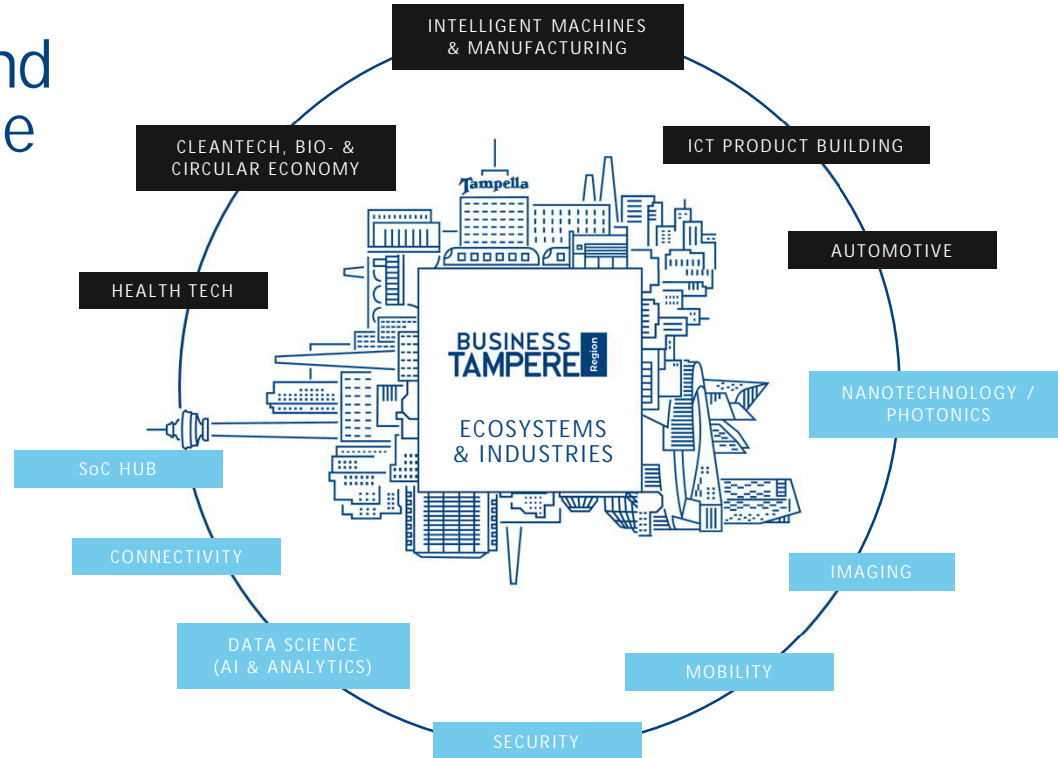 nd
e
INTELLIGENT MACHINES
& MANUFACTURING
CLEANTECH, BIO- &
CIRCULAR ECONOMY
ICT PRODUCT BUILDING
Tampella
AUTOMOTIVE
HEALTH TECH
BUSINESS
TAMPERE
Region
NANOTECHNOLOGY /
PHOTONICS
ECOSYSTEMS
& INDUSTRIES
SoC HUB
CONNECTIVITY
IMAGING
DATA SCIENCE
(AI & ANALYTICS)
MOBILITY
SECURITY